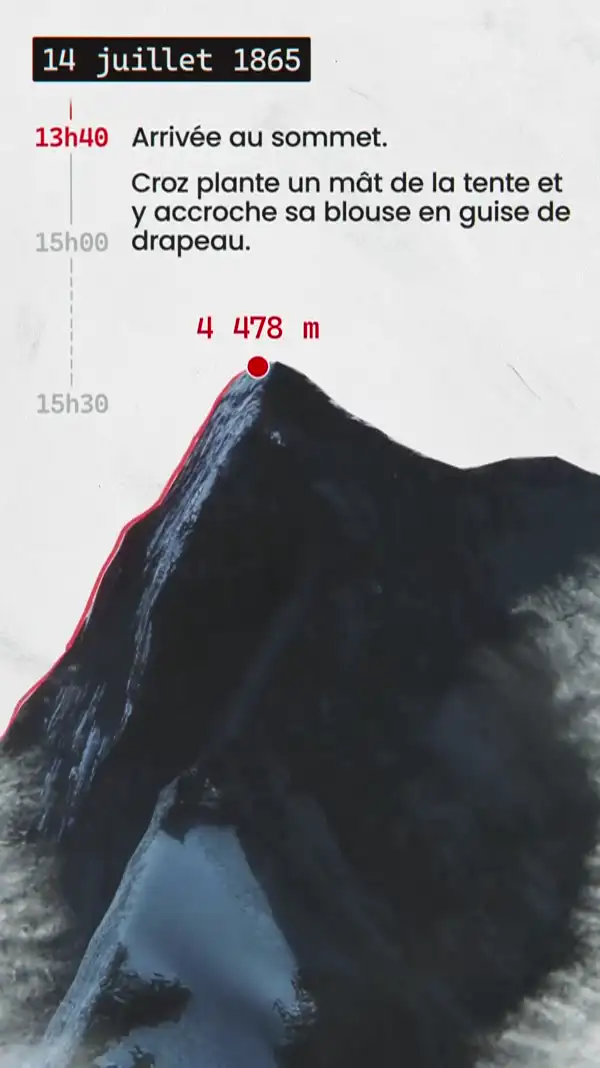 14 juillet 1865
13h40 Arrivée au sommet.
Croz plante un mât de la tente et
y accroche sa blouse en guise de
15h00 drapeau.
4 478 m
15h30